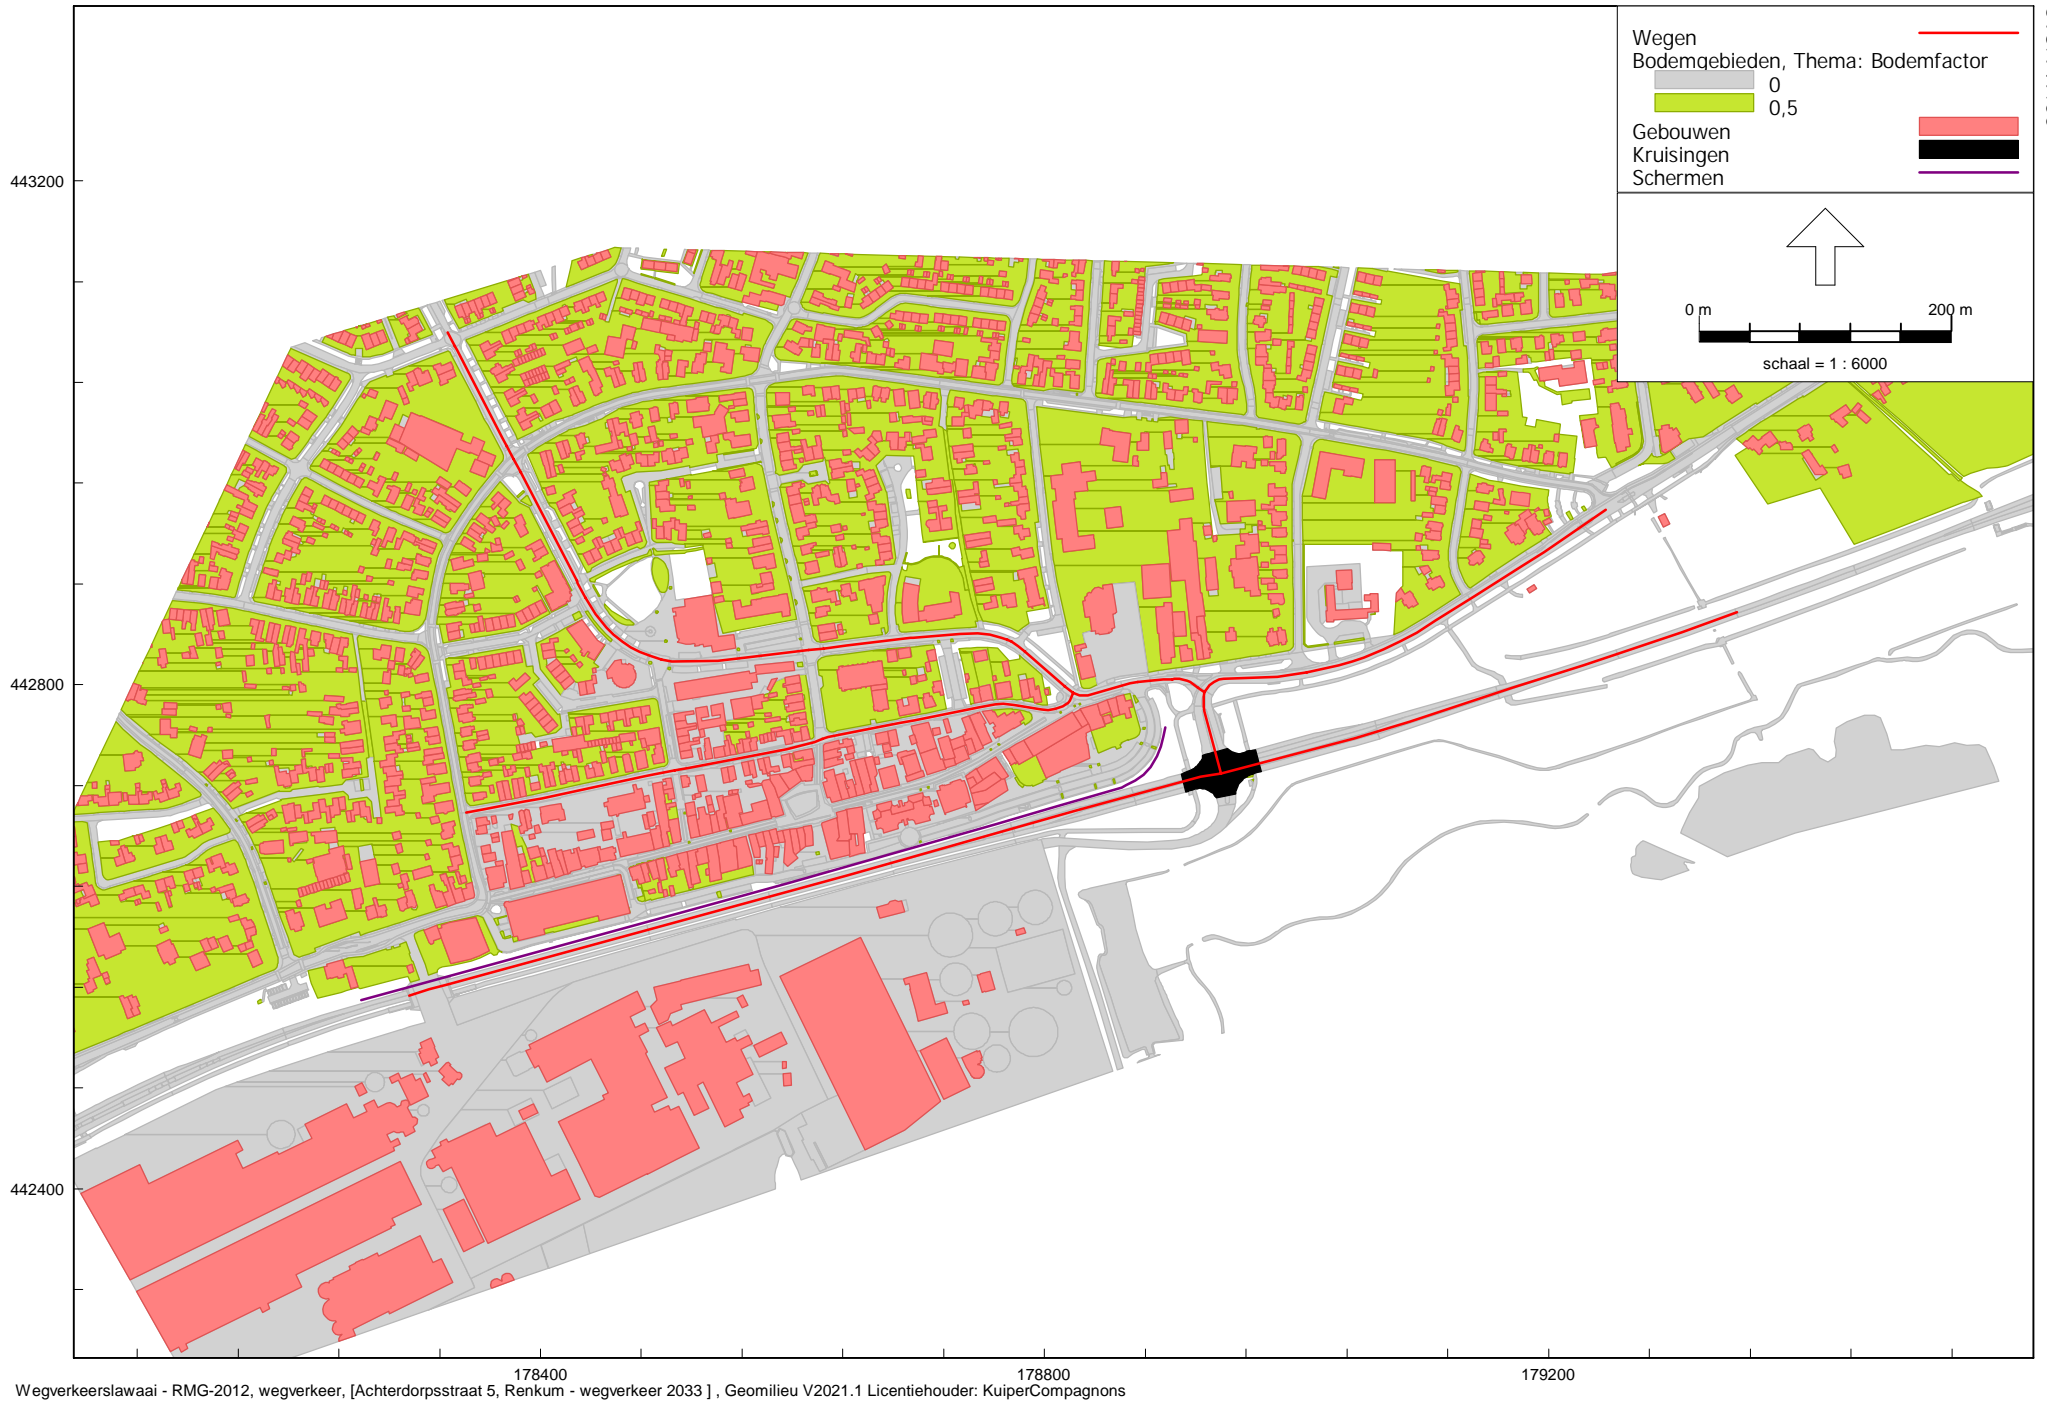 Wegen
Bodemgebieden, Thema: Bodemfactor
0
0,5
Gebouwen
Kruisingen
Schermen
0 m 200 m
schaal = 1 : 6000
443200
442800
442400
178400 178800 179200
Wegverkeerslawaai - RMG-2012, wegverkeer, [Achterdorpsstraat 5, Renkum - wegverkeer 2033 ] , Geomilieu V2021.1 Licentiehouder: KuiperCompagnons